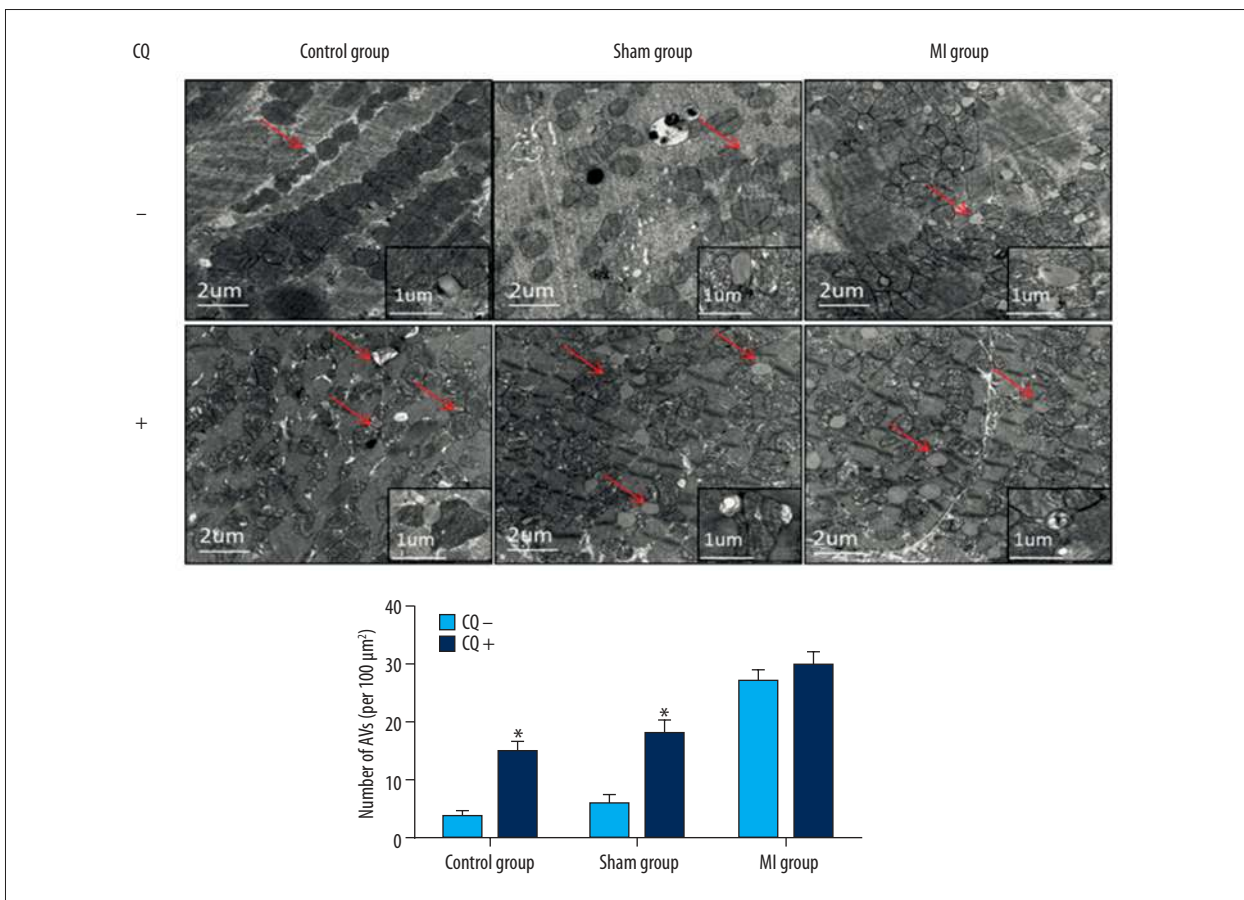 CQ Control group Sham group MI group
–
2um 1um 2um 1um 2um 1um
+
2um 1um 2um 1um 2um 1um
Number of AVs (per 100 µm²)
40
30
20
10
0
CQ –
CQ +
* *
Control group Sham group MI group